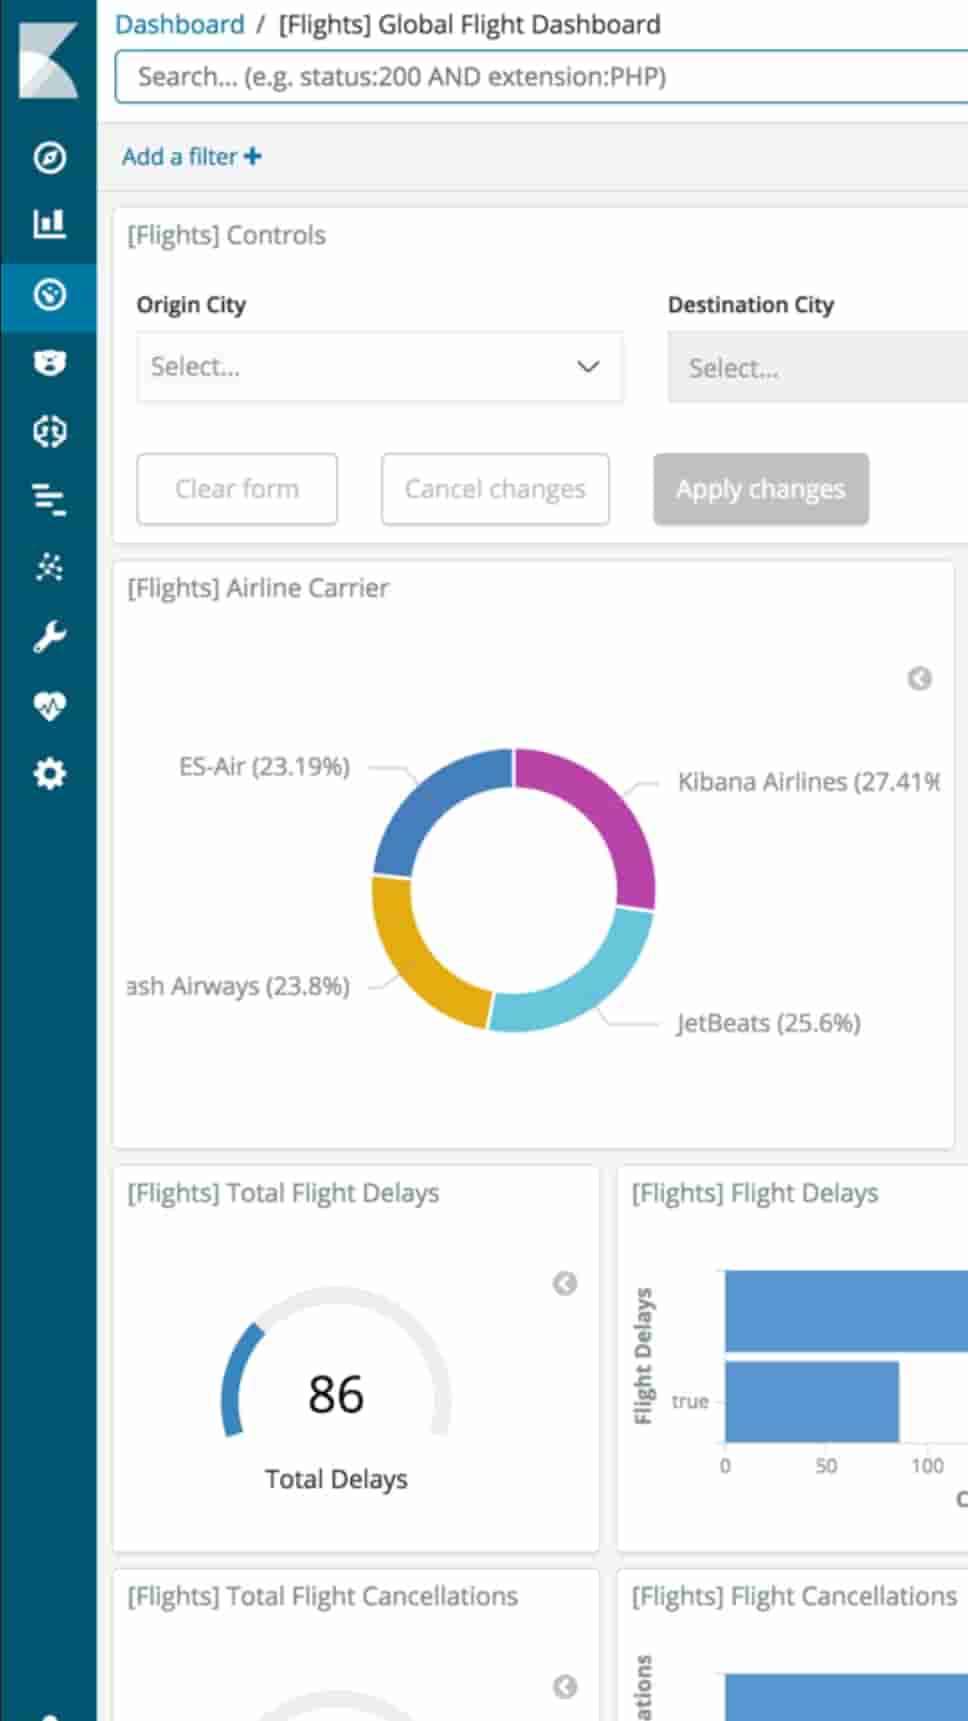 Dashboard / [Flights] Global Flight Dashboard
Search... (e.g. status:200 AND extension:PHP)
Add a filter +
[Flights] Controls
Origin City
Destination City
Select...
Select...
Clear form
Cancel changes
Apply changes
[Flights] Airline Carrier
ES-Air (23.19%)
Kibana Airlines (27.41%
ash Airways (23.8%)
JetBeats (25.6%)
[Flights] Total Flight Delays
86
Total Delays
[Flights] Flight Delays
Flight Delays
true
0 50 100
[Flights] Total Flight Cancellations
[Flights] Flight Cancellations
ations